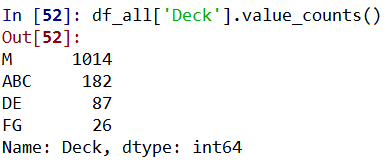 In [52]: df_all['Deck'].value_counts()
Out[52]:
M      1014
ABC     182
DE       87
FG       26
Name: Deck, dtype: int64